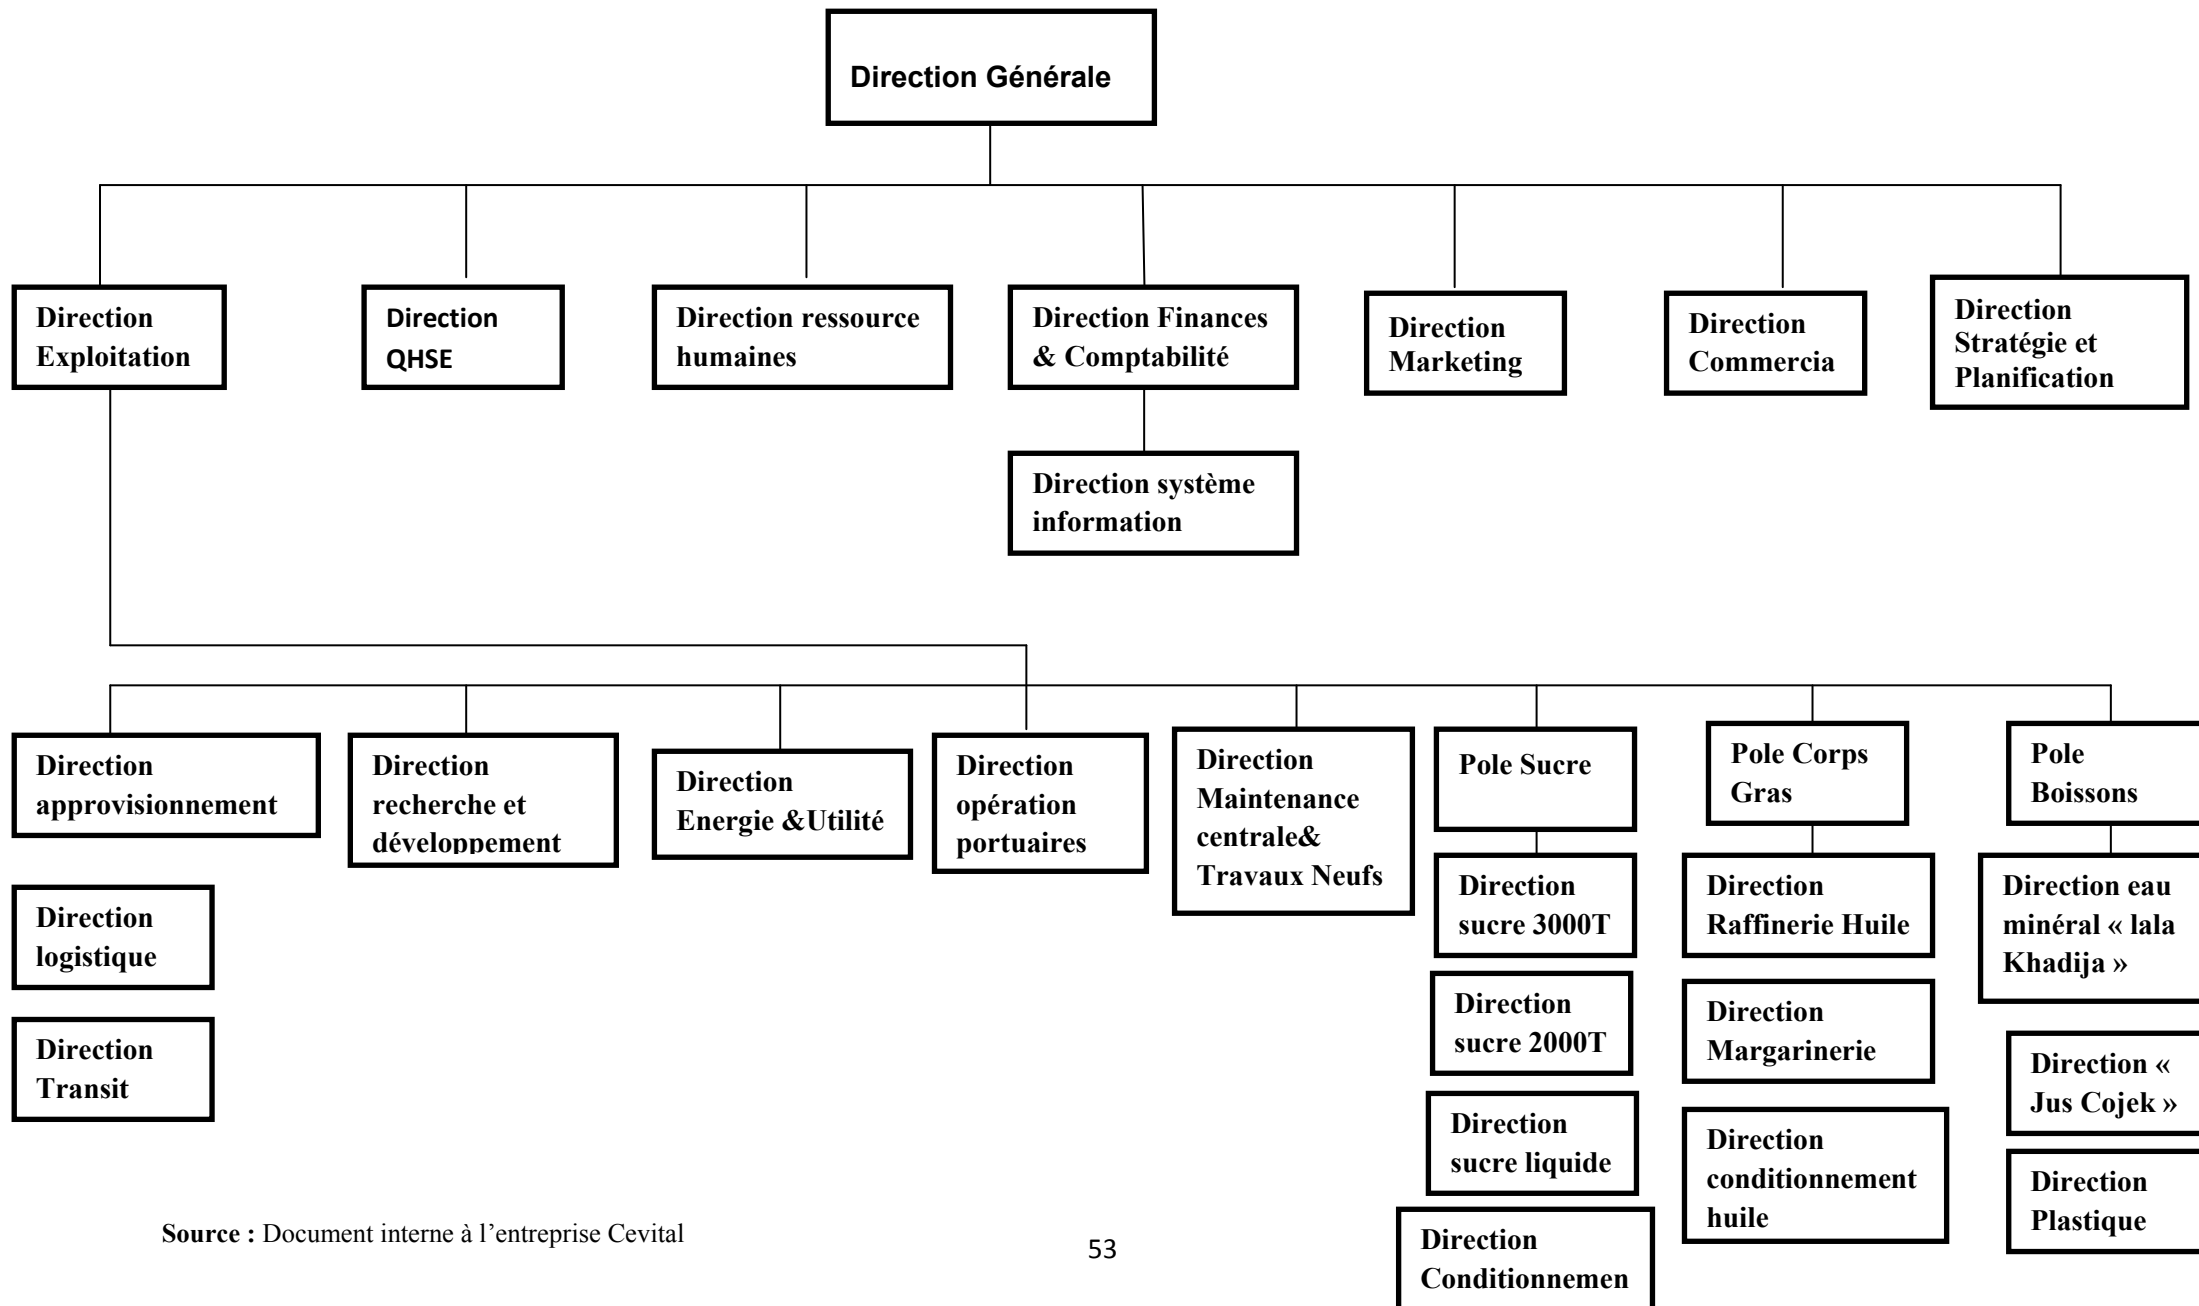 Direction Générale
Direction
Exploitation
Direction
QHSE
Direction ressource
humaines
Direction Finances
& Comptabilité
Direction
Marketing
Direction
Commercia
Direction
Stratégie et
Planification
Direction système
information
Direction
approvisionnement
Direction
recherche et
développement
Direction
Energie &Utilité
Direction
opération
portuaires
Direction
Maintenance
centrale&
Travaux Neufs
Pole Sucre
Pole Corps
Gras
Pole
Boissons
Direction
logistique
Direction
Transit
Direction
sucre 3000T
Direction
sucre 2000T
Direction
sucre liquide
Direction
Conditionnemen
Direction
Raffinerie Huile
Direction
Margarinerie
Direction
conditionnement
huile
Direction eau
minéral « lala
Khadija »
Direction «
Jus Cojek »
Direction
Plastique
Source : Document interne à l’entreprise Cevital
53